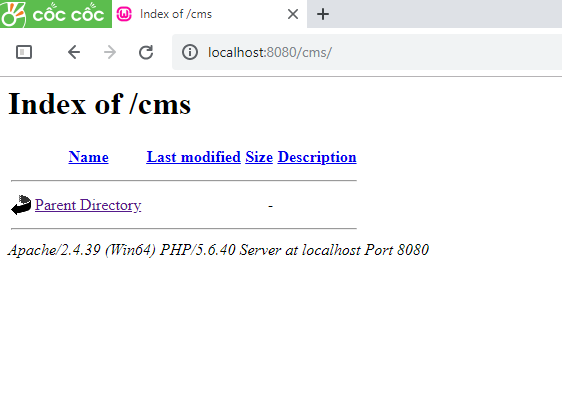 cốc cốc
Index of /cms
localhost:8080/cms/
Index of /cms
Name Last modified Size Description
Parent Directory -
Apache/2.4.39 (Win64) PHP/5.6.40 Server at localhost Port 8080